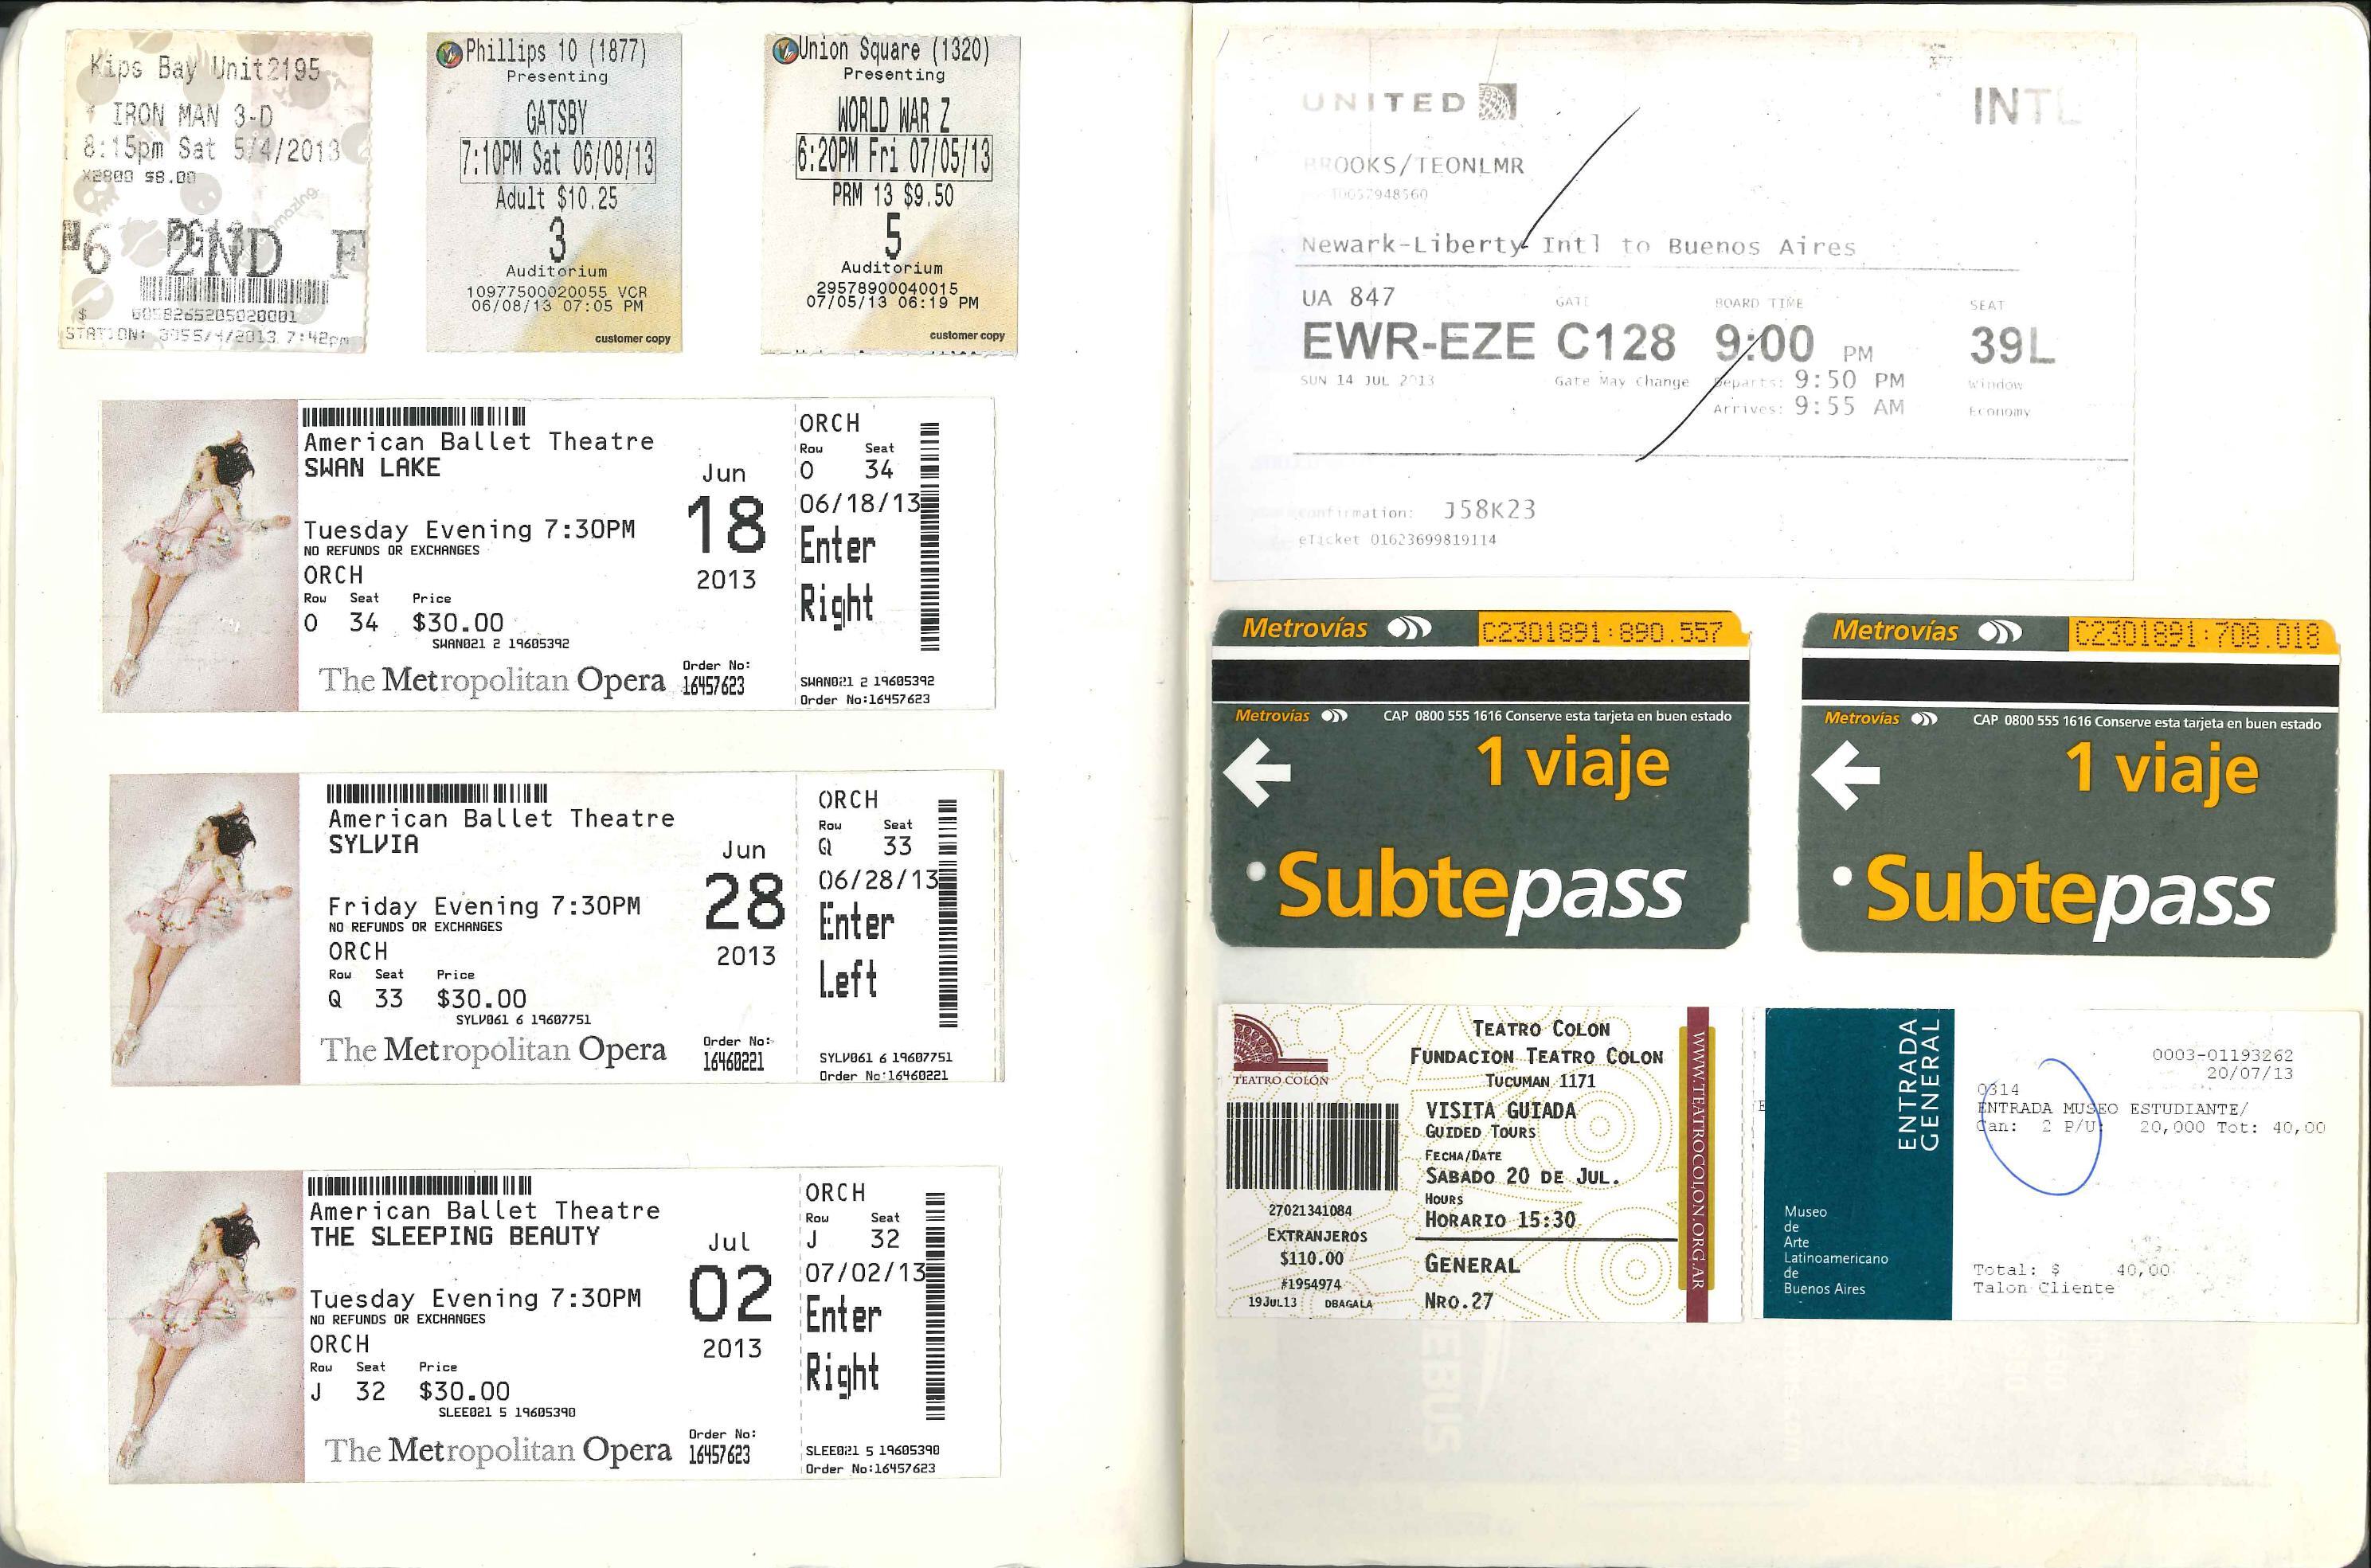 Kips Bay Unit2195
IRON MAN 3-D
8:15pm Sat 5/4/2013
X2800 $8.00
amazing
6 2ND F
$ 0058265205020001
STATION: 5/4/2013 7:42pm
Phillips 10 (1877)
Presenting
GATSBY
7:10PM Sat 06/08/13
Adult $10.25
3
Auditorium
10977500020055 VCR
06/08/13 07:05 PM
customer copy
Union Square (1320)
Presenting
WORLD WAR Z
6:20PM Fri 07/05/13
PRM 13 $9.50
5
Auditorium
29578900040015
07/05/13 06:19 PM
customer copy
American Ballet Theatre
SWAN LAKE
Tuesday Evening 7:30PM
NO REFUNDS OR EXCHANGES
ORCH
Row Seat Price
O 34 $30.00
SWAN021 2 19605392
The Metropolitan Opera
Jun
18
2013
Order No:
16457623
ORCH
Row Seat
O 34
06/18/13
Enter
Right
SWAN021 2 19605392
Order No:16457623
American Ballet Theatre
SYLVIA
Friday Evening 7:30PM
NO REFUNDS OR EXCHANGES
ORCH
Row Seat Price
Q 33 $30.00
SYLV061 6 19607751
The Metropolitan Opera
Jun
28
2013
Order No:
16460221
ORCH
Row Seat
Q 33
06/28/13
Enter
Left
SYLV061 6 19607751
Order No:16460221
American Ballet Theatre
THE SLEEPING BEAUTY
Tuesday Evening 7:30PM
NO REFUNDS OR EXCHANGES
ORCH
Row Seat Price
J 32 $30.00
SLEE021 5 19605390
The Metropolitan Opera
Jul
02
2013
Order No:
16457623
ORCH
Row Seat
J 32
07/02/13
Enter
Right
SLEE021 5 19605390
Order No:16457623
UNITED
INTL
BROOKS/TEONLMR
Newark-Liberty Intl to Buenos Aires
UA 847 GATE BOARD TIME SEAT
EWR-EZE C128 9:00 PM 39L
SUN 14 JUL 2013 Gate May Change Departs: 9:50 PM Window
Arrives: 9:55 AM Economy
Confirmation: J58K23
eTicket 01623699819114
Metrovías C2301891:890.557
Metrovías CAP 0800 555 1616 Conserve esta tarjeta en buen estado
1 viaje
Subtepass
Metrovías C2301891:708.018
Metrovías CAP 0800 555 1616 Conserve esta tarjeta en buen estado
1 viaje
Subtepass
TEATRO COLÓN
27021341084
EXTRANJEROS
$110.00
#1954974
19JUL13 DBAGALA
TEATRO COLON
FUNDACION TEATRO COLON
TUCUMAN 1171
VISITA GUIADA
GUIDED TOURS
FECHA/DATE
SABADO 20 DE JUL.
HOURS
HORARIO 15:30
GENERAL
NRO.27
WWW.TEATROCOLON.ORG.AR
ENTRADA
GENERAL
Museo
de
Arte
Latinoamericano
de
Buenos Aires
0003-01193262
20/07/13
0314
ENTRADA MUSEO ESTUDIANTE/
Can: 2 P/U: 20,000 Tot: 40,00
Total: $ 40,00
Talon Cliente